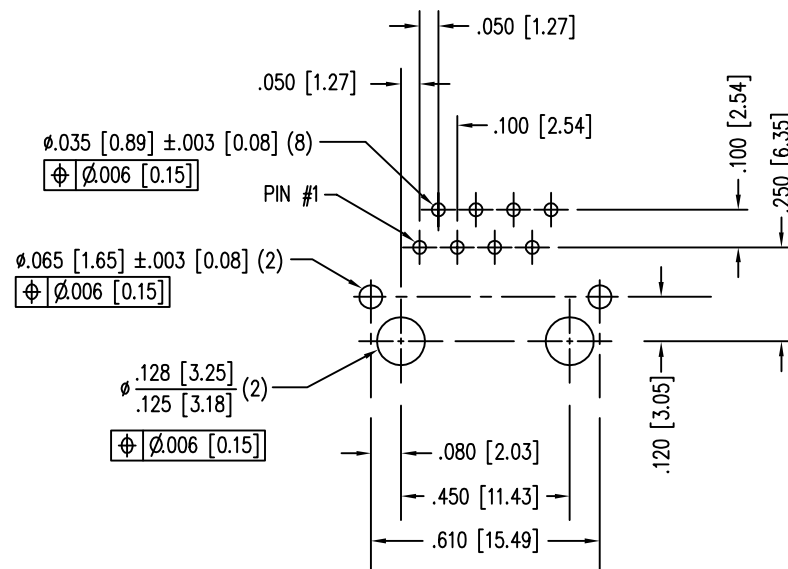 .050 [1.27]
.050 [1.27]
.100 [2.54]
.100 [2.54]
.250 [6.35]
ø.035 [0.89] ±.003 [0.08] (8)
⌖ Ø.006 [0.15]
PIN #1
ø.065 [1.65] ±.003 [0.08] (2)
⌖ Ø.006 [0.15]
ø .128 [3.25]
.125 [3.18] (2)
⌖ Ø.006 [0.15]
.120 [3.05]
.080 [2.03]
.450 [11.43]
.610 [15.49]